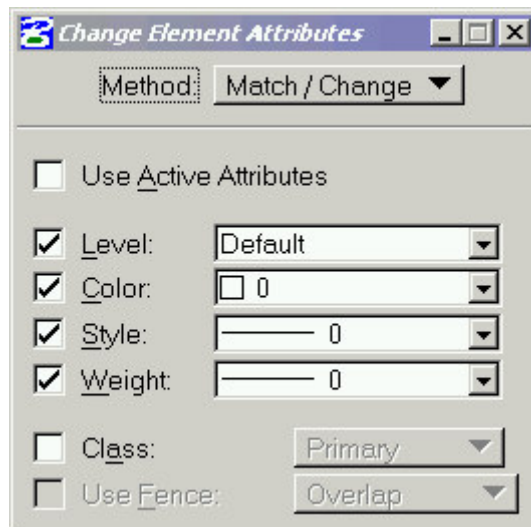 Change Element Attributes
Method: Match / Change
Use Active Attributes
Level: Default
Color: 0
Style: 0
Weight: 0
Class: Primary
Use Fence: Overlap